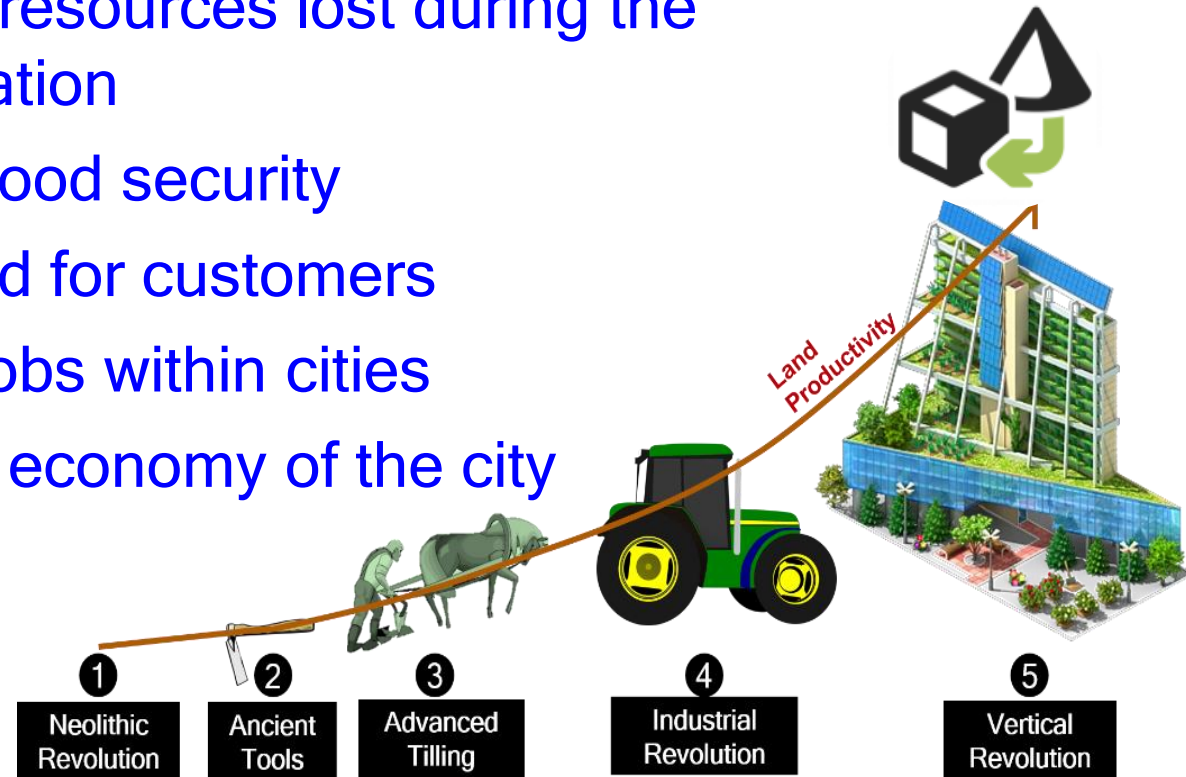 resources lost during the
ation
ood security
d for customers
obs within cities
economy of the city
Land
Productivity
1
Neolithic
Revolution
2
Ancient
Tools
3
Advanced
Tilling
4
Industrial
Revolution
5
Vertical
Revolution